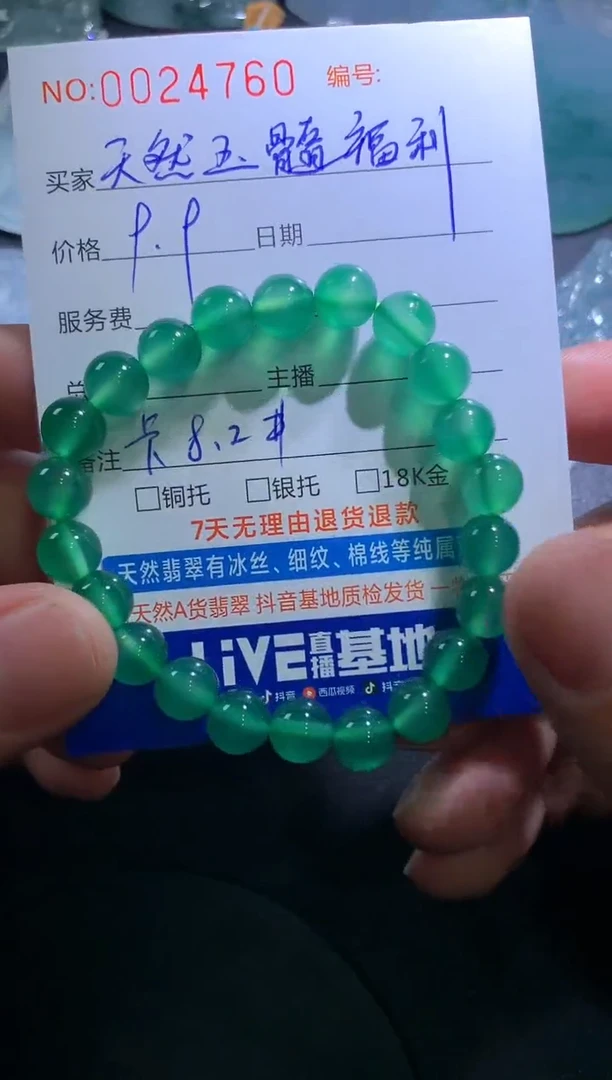 NO:0024760 编号:
买家 天然玉髓福利
价格 9.9 日期
服务费
总 主播
备注 卡8.2#
□铜托 □银托 □18K金
7天无理由退货退款
天然翡翠有冰丝、细纹、棉线等纯属
天然A货翡翠 抖音基地质检发货 一
LiVE直播基地
抖音 西瓜视频 抖音